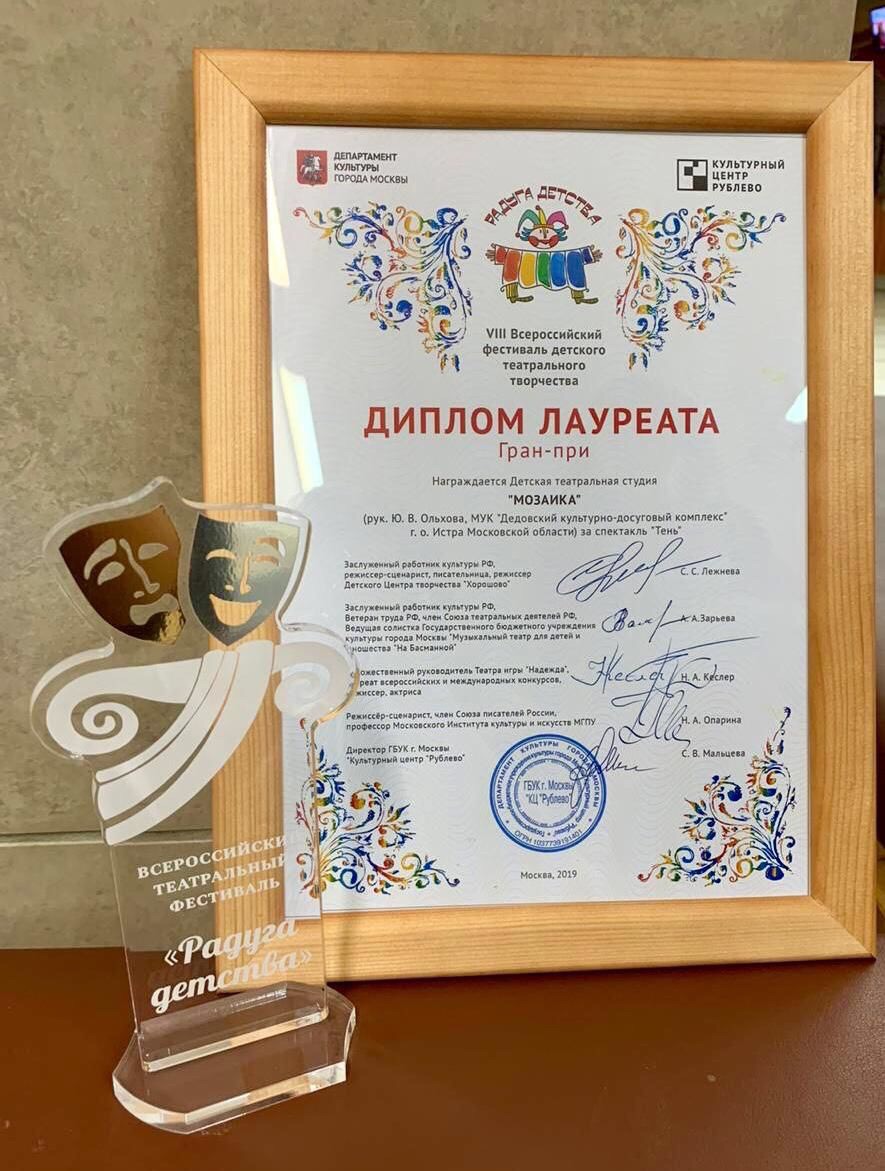 ДЕПАРТАМЕНТ
КУЛЬТУРЫ
ГОРОДА МОСКВЫ
КУЛЬТУРНЫЙ
ЦЕНТР
РУБЛЕВО
РАДУГА ДЕТСТВА
VIII Всероссийский
фестиваль детского
театрального
творчества
ДИПЛОМ ЛАУРЕАТА
Гран-при
Награждается Детская театральная студия
"МОЗАИКА"
(рук. Ю. В. Ольхова, МУК "Дедовский культурно-досуговый комплекс"
г. о. Истра Московской области) за спектакль "Тень"
Заслуженный работник культуры РФ,
режиссер-сценарист, писательница, режиссер
Детского Центра творчества "Хорошово"
С. С. Лежнева
Заслуженный работник культуры РФ,
Ветеран труда РФ, член Союза театральных деятелей РФ,
Ведущая солистка Государственного бюджетного учреждения
культуры города Москвы "Музыкальный театр для детей и
юношества "На Басманной"
А. А.Зарьева
художественный руководитель Театра игры "Надежда",
лауреат всероссийских и международных конкурсов,
режиссер, актриса
Н. А. Кеслер
Режиссёр-сценарист, член Союза писателей России,
профессор Московского Института культуры и искусств МГПУ
Н. А. Опарина
Директор ГБУК г. Москвы
"Культурный центр "Рублево"
С. В. Мальцева
ДЕПАРТАМЕНТ КУЛЬТУРЫ ГОРОДА МОСКВЫ
ГБУК г. Москвы
"КЦ "Рублево"
ОГРН 1037739191401
Москва, 2019
ВСЕРОССИЙСКИЙ
ТЕАТРАЛЬНЫЙ
ФЕСТИВАЛЬ
«Радуга
детства»